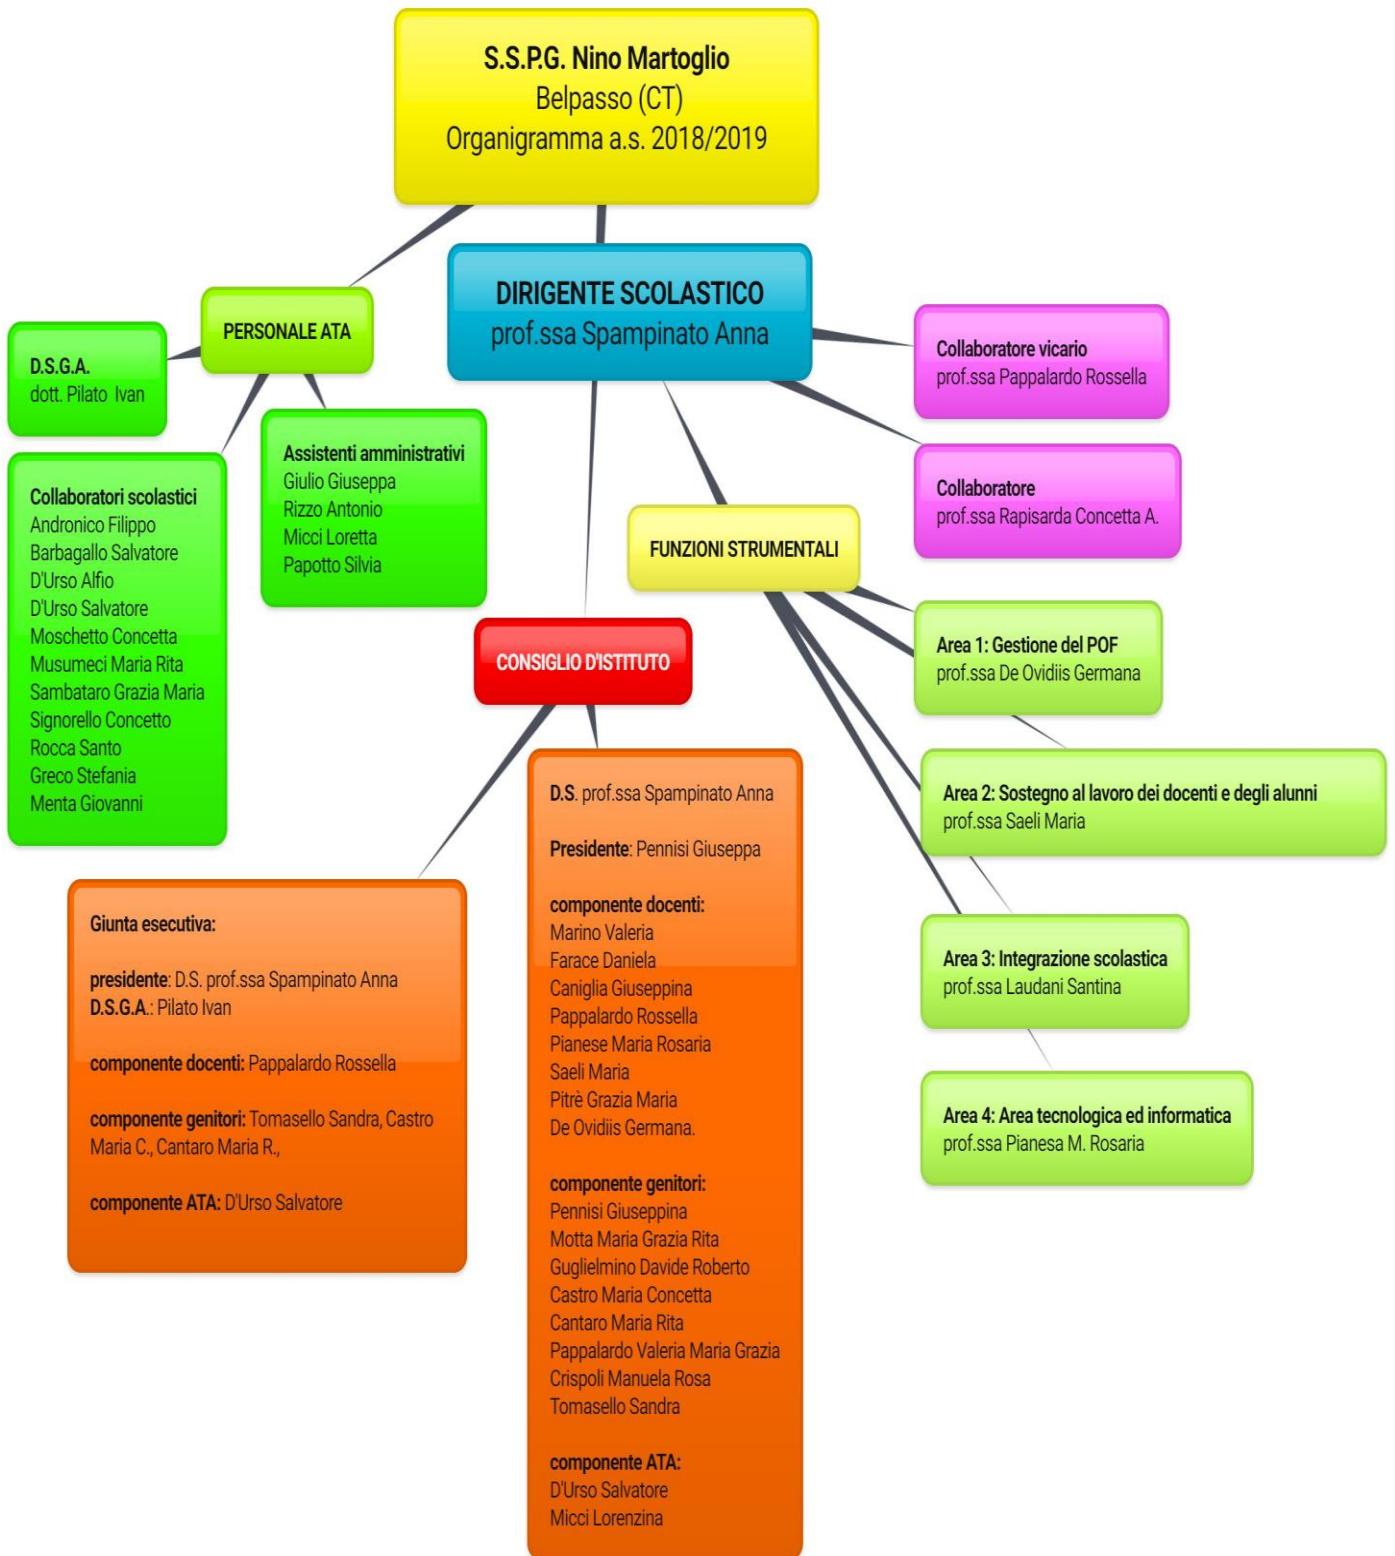 S.S.P.G. Nino Martoglio
Belpasso (CT)
Organigramma a.s. 2018/2019
DIRIGENTE SCOLASTICO
prof.ssa Spampinato Anna
PERSONALE ATA
D.S.G.A.
dott. Pilato Ivan
Collaboratori scolastici
Andronico Filippo
Barbagallo Salvatore
D'Urso Alfio
D'Urso Salvatore
Moschetto Concetta
Musumeci Maria Rita
Sambataro Grazia Maria
Signorello Concetto
Rocca Santo
Greco Stefania
Menta Giovanni
Assistenti amministrativi
Giulio Giuseppa
Rizzo Antonio
Micci Loretta
Papotto Silvia
Collaboratore vicario
prof.ssa Pappalardo Rossella
Collaboratore
prof.ssa Rapisarda Concetta A.
FUNZIONI STRUMENTALI
Area 1: Gestione del POF
prof.ssa De Ovidiis Germana
Area 2: Sostegno al lavoro dei docenti e degli alunni
prof.ssa Saeli Maria
Area 3: Integrazione scolastica
prof.ssa Laudani Santina
Area 4: Area tecnologica ed informatica
prof.ssa Pianesa M. Rosaria
CONSIGLIO D'ISTITUTO
Giunta esecutiva:
presidente: D.S. prof.ssa Spampinato Anna
D.S.G.A.: Pilato Ivan
componente docenti: Pappalardo Rossella
componente genitori: Tomasello Sandra, Castro
Maria C., Cantaro Maria R.,
componente ATA: D'Urso Salvatore
D.S. prof.ssa Spampinato Anna
Presidente: Pennisi Giuseppa
componente docenti:
Marino Valeria
Farace Daniela
Caniglia Giuseppina
Pappalardo Rossella
Pianese Maria Rosaria
Saeli Maria
Pitrè Grazia Maria
De Ovidiis Germana.
componente genitori:
Pennisi Giuseppina
Motta Maria Grazia Rita
Guglielmino Davide Roberto
Castro Maria Concetta
Cantaro Maria Rita
Pappalardo Valeria Maria Grazia
Crispoli Manuela Rosa
Tomasello Sandra
componente ATA:
D'Urso Salvatore
Micci Lorenzina